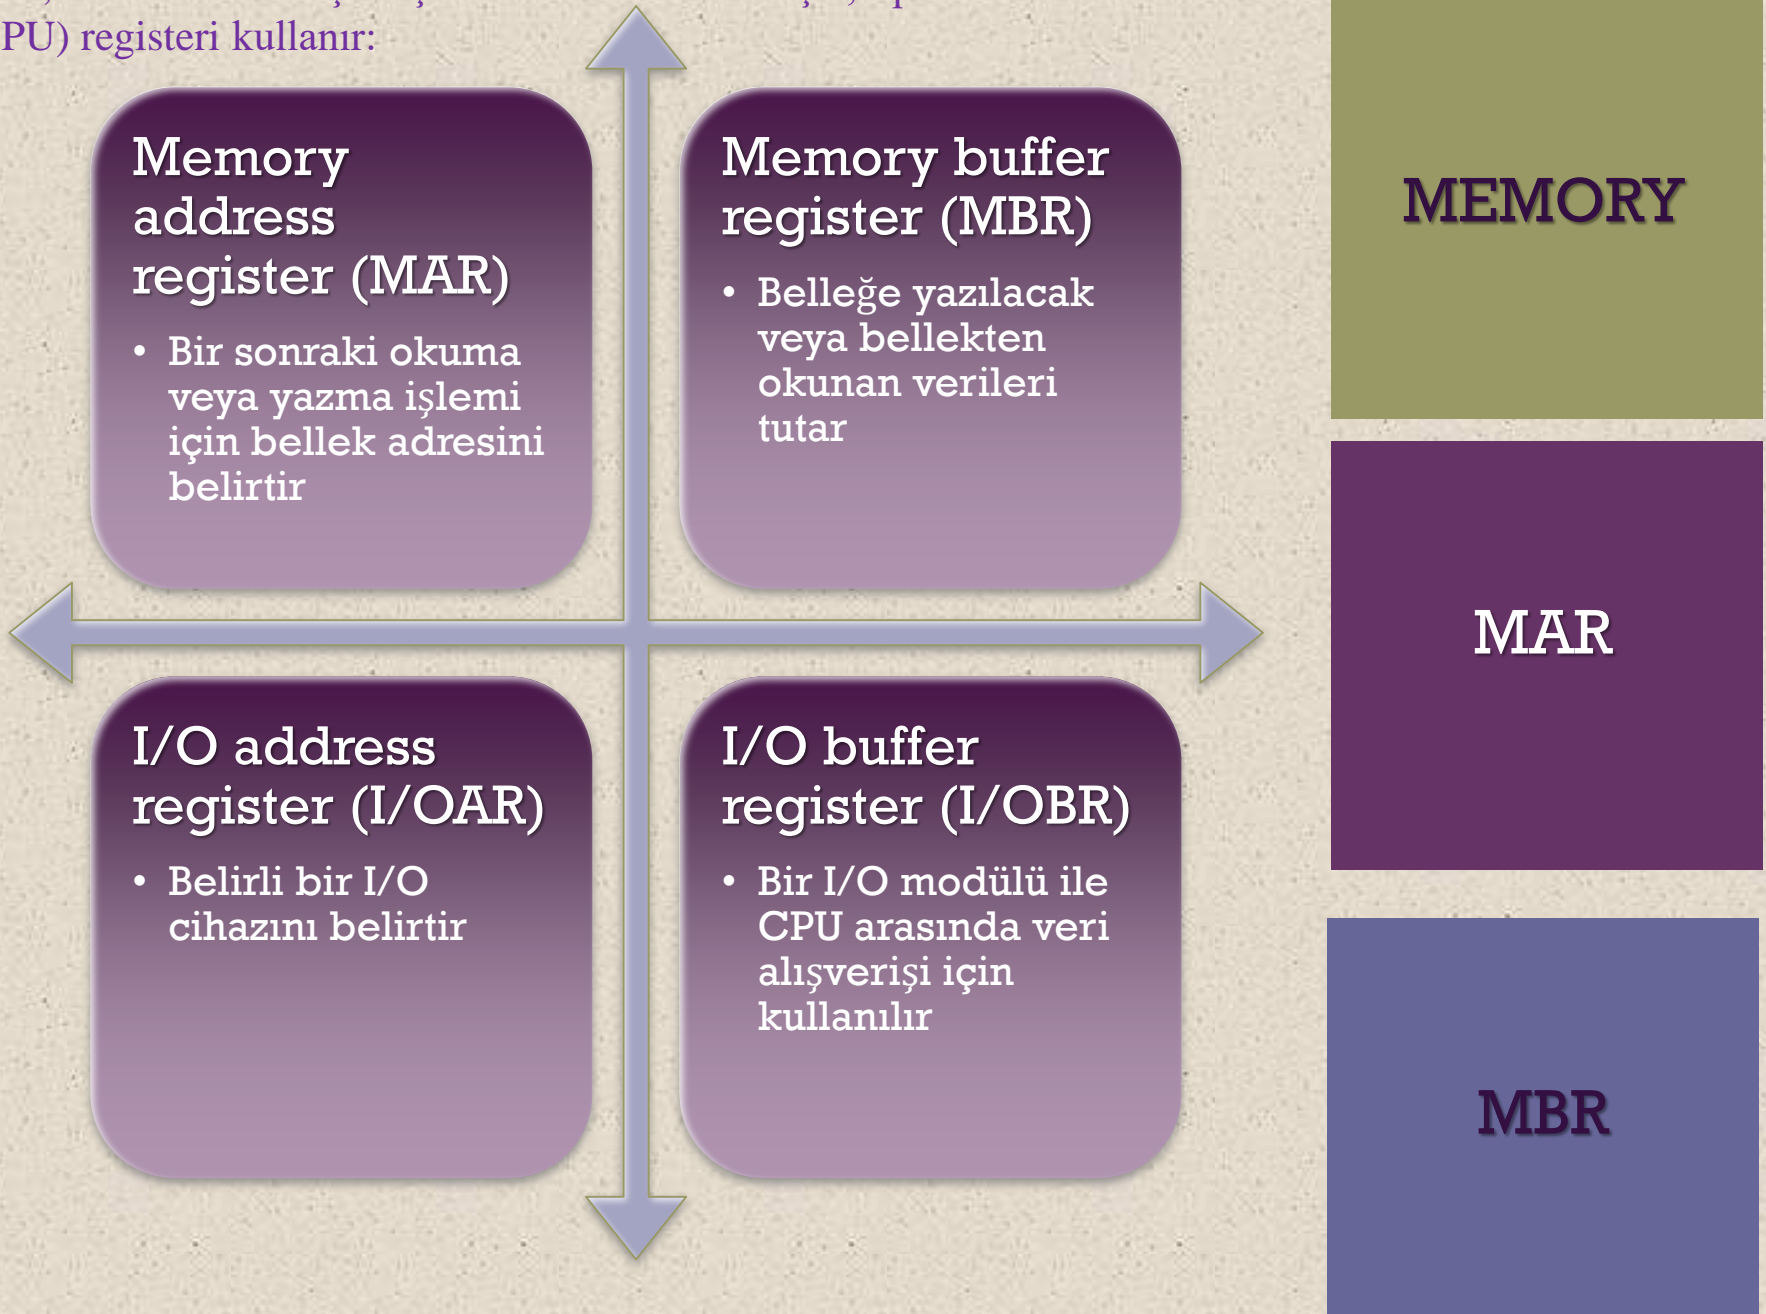 PU) registeri kullanır:
Memory
address
register (MAR)
• Bir sonraki okuma
veya yazma işlemi
için bellek adresini
belirtir
Memory buffer
register (MBR)
• Belleğe yazılacak
veya bellekten
okunan verileri
tutar
I/O address
register (I/OAR)
• Belirli bir I/O
cihazını belirtir
I/O buffer
register (I/OBR)
• Bir I/O modülü ile
CPU arasında veri
alışverişi için
kullanılır
MEMORY
MAR
MBR